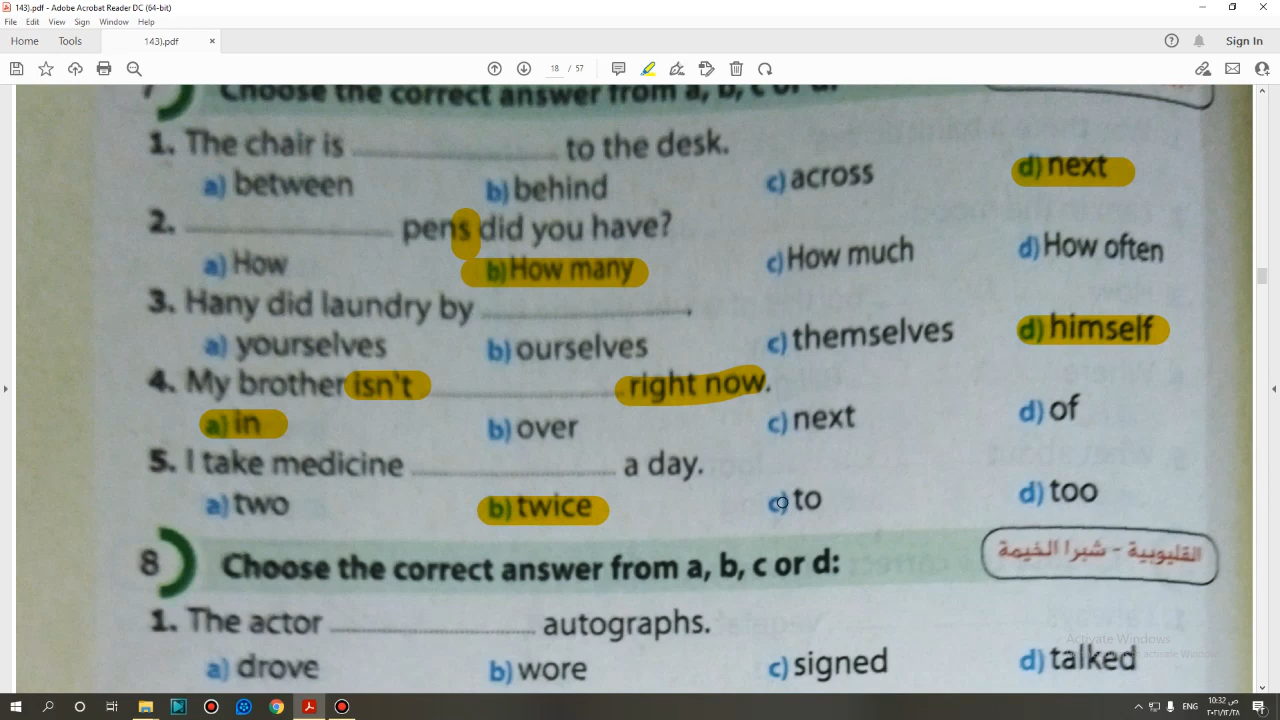 143).pdf - Adobe Acrobat Reader DC (64-bit)
File Edit View Sign Window Help
Home Tools 143).pdf × Sign In
18 / 57
Choose the correct answer from a, b, c or d:
1. The chair is ............ to the desk.
a) between b) behind c) across d) next
2. ............ pens did you have?
a) How b) How many c) How much d) How often
3. Hany did laundry by ............ .
a) yourselves b) ourselves c) themselves d) himself
4. My brother isn't ............ right now.
a) in b) over c) next d) of
5. I take medicine ............ a day.
a) two b) twice c) to d) too
8 Choose the correct answer from a, b, c or d: القليوبية - شبرا الخيمة
1. The actor ............ autographs.
a) drove b) wore c) signed d) talked
Activate Windows
ENG 10:32 ص
٢٠٢١/١٢/٢٨